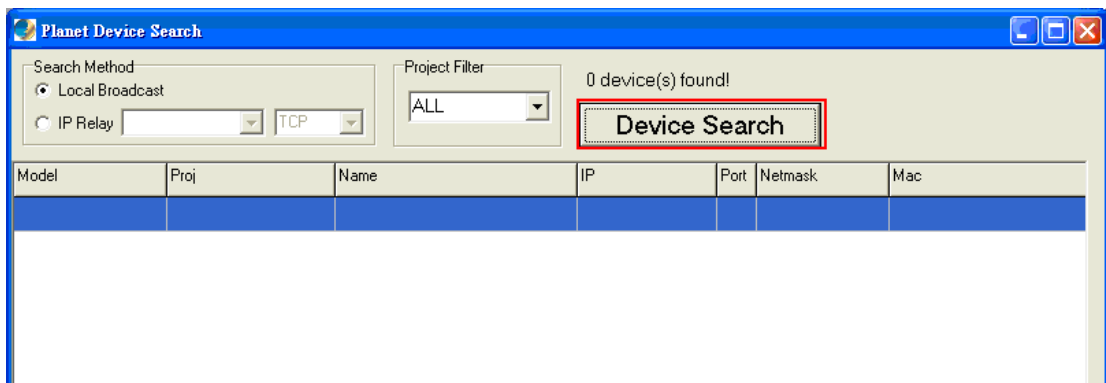 Planet Device Search
Search Method
Local Broadcast
IP Relay TCP
Project Filter
ALL
0 device(s) found!
Device Search
Model Proj Name IP Port Netmask Mac